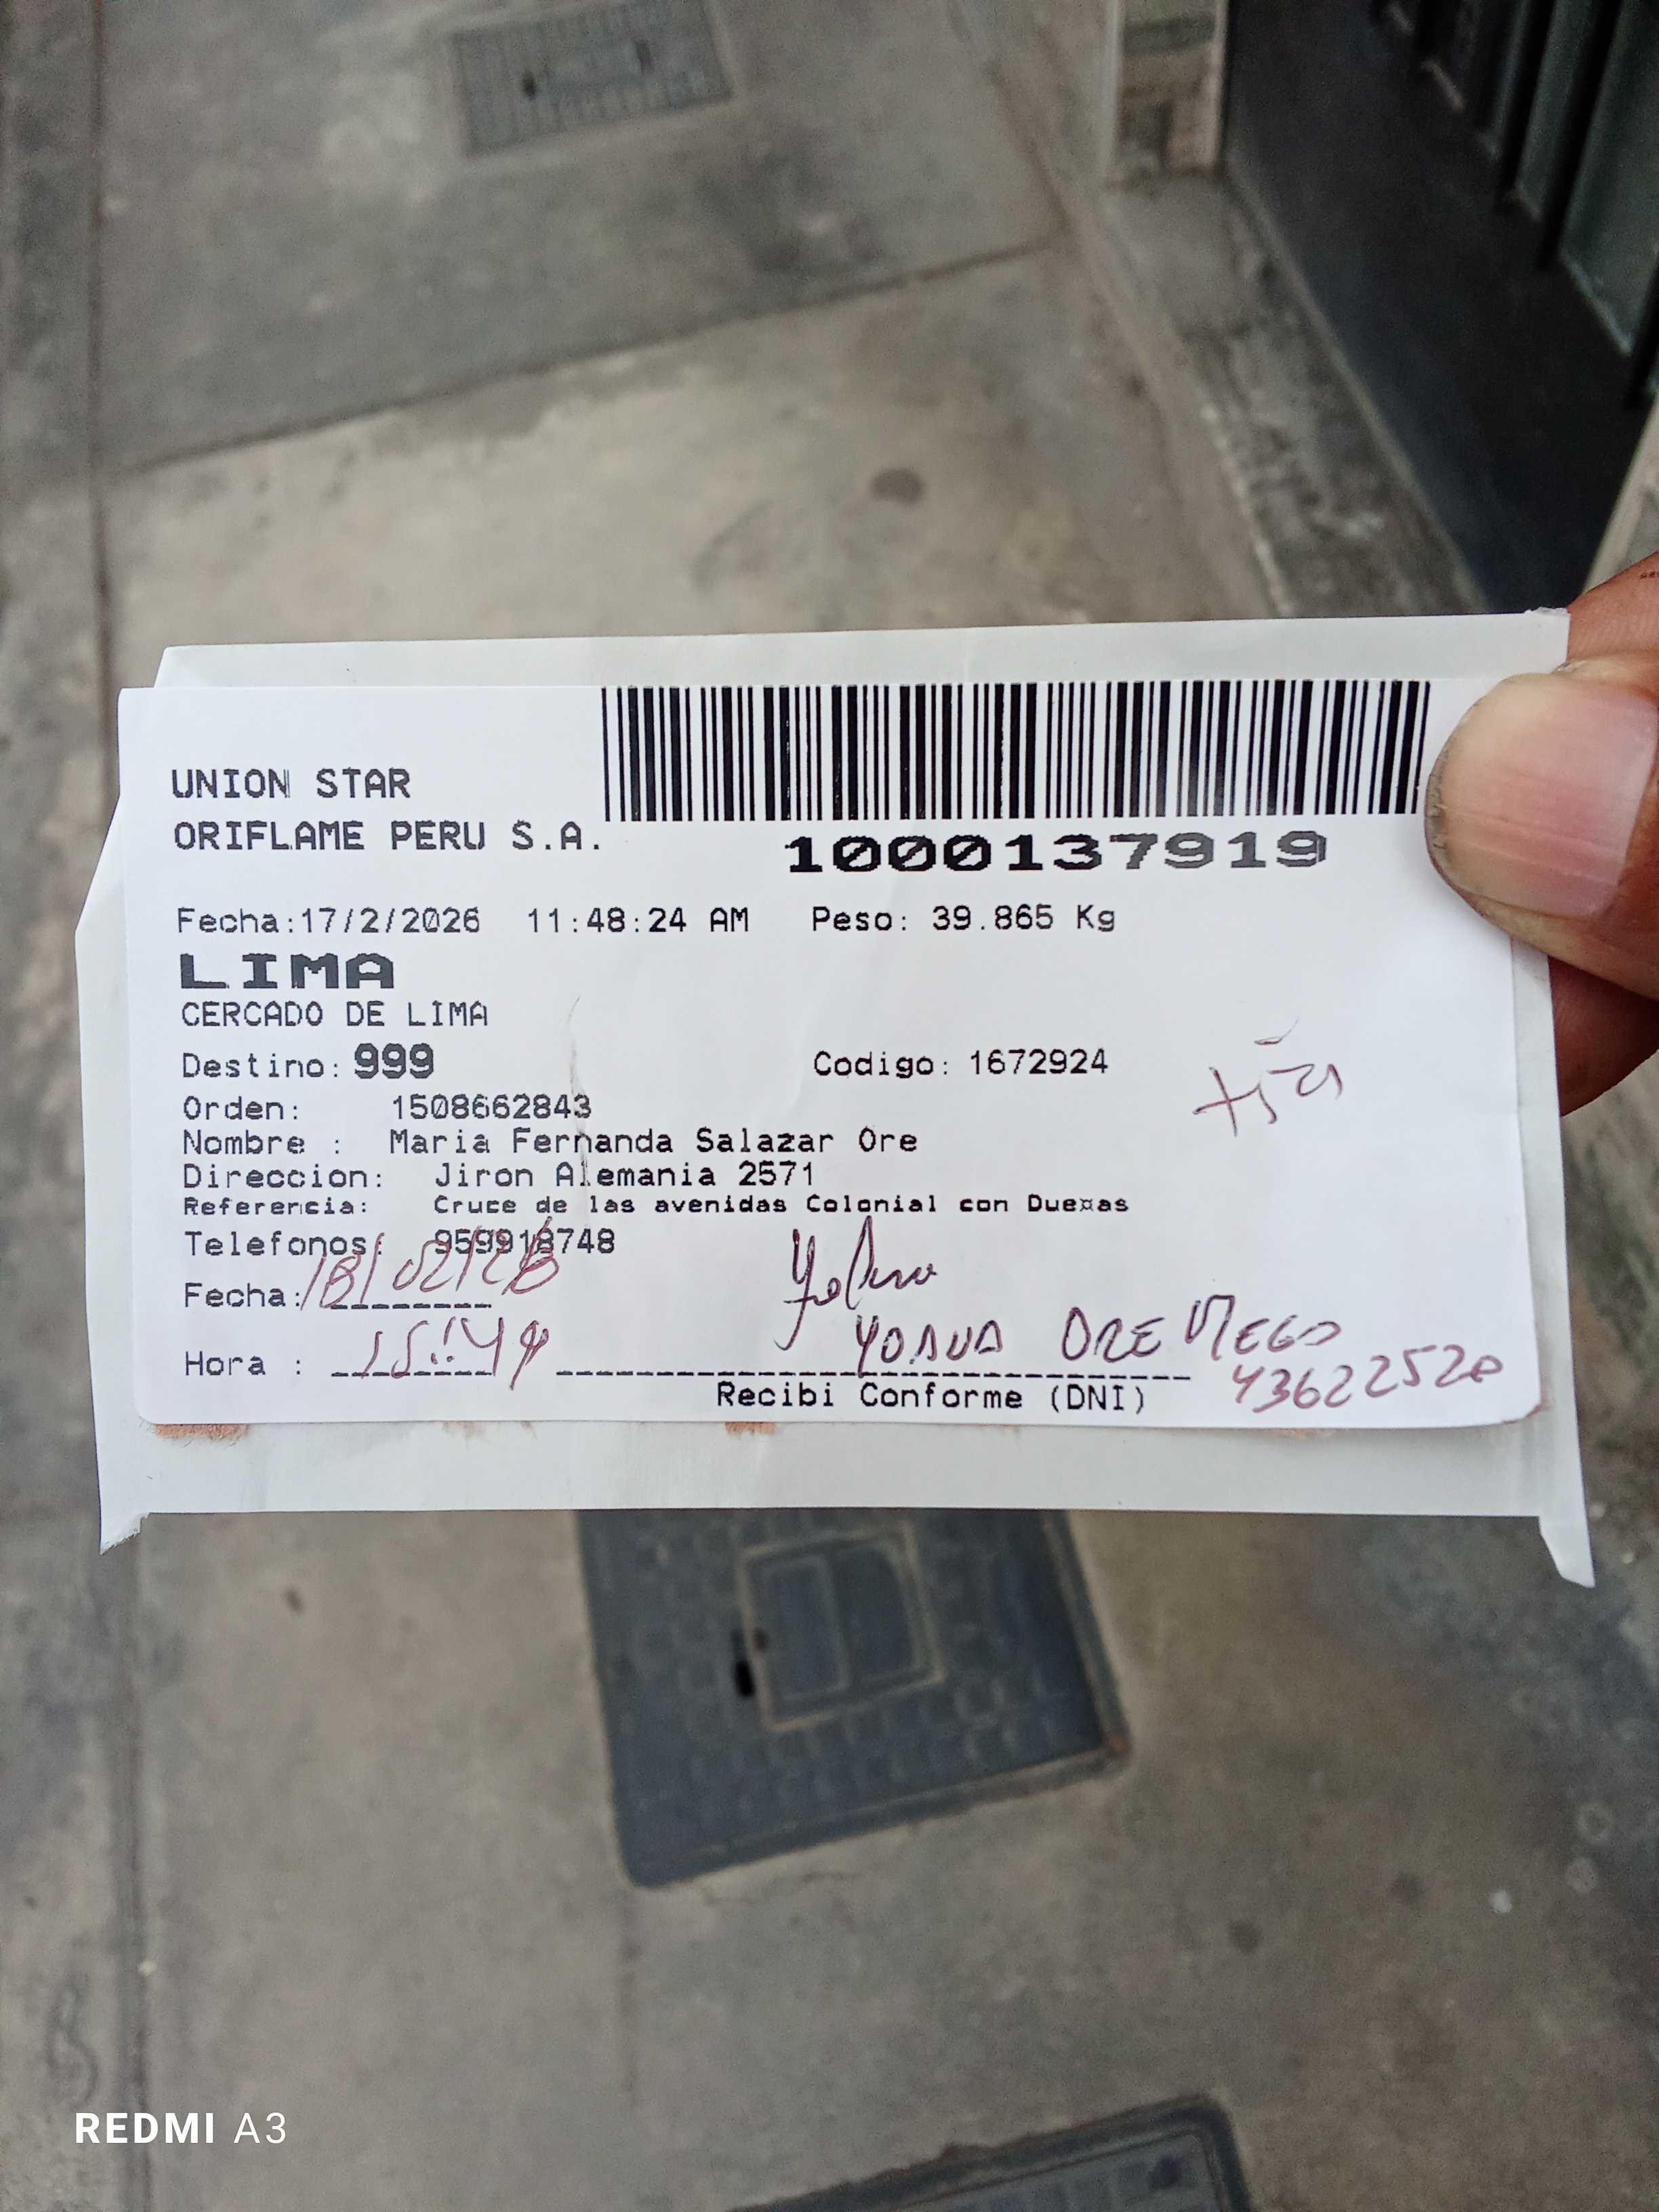 UNION STAR
ORIFLAME PERU S.A.
1000137919
Fecha:17/2/2026 11:48:24 AM Peso: 39.865 Kg
LIMA
CERCADO DE LIMA
Destino: 999 Codigo: 1672924
Orden: 1508662843
Nombre : Maria Fernanda Salazar Ore
Direccion: Jiron Alemania 2571
Referencia: Cruce de las avenidas Colonial con Dueñas
Telefonos: 959918748
Fecha: 18/02/26
Hora : 15:49
ORE
43622520
Recibi Conforme (DNI)
tía
REDMI A3